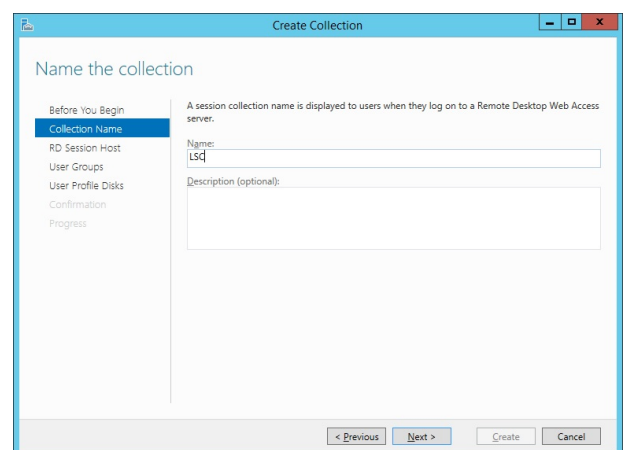 Create Collection
Name the collection
Before You Begin
Collection Name
RD Session Host
User Groups
User Profile Disks
Confirmation
Progress
A session collection name is displayed to users when they log on to a Remote Desktop Web Access
server.
Name:
LSC
Description (optional):
< Previous
Next >
Create
Cancel